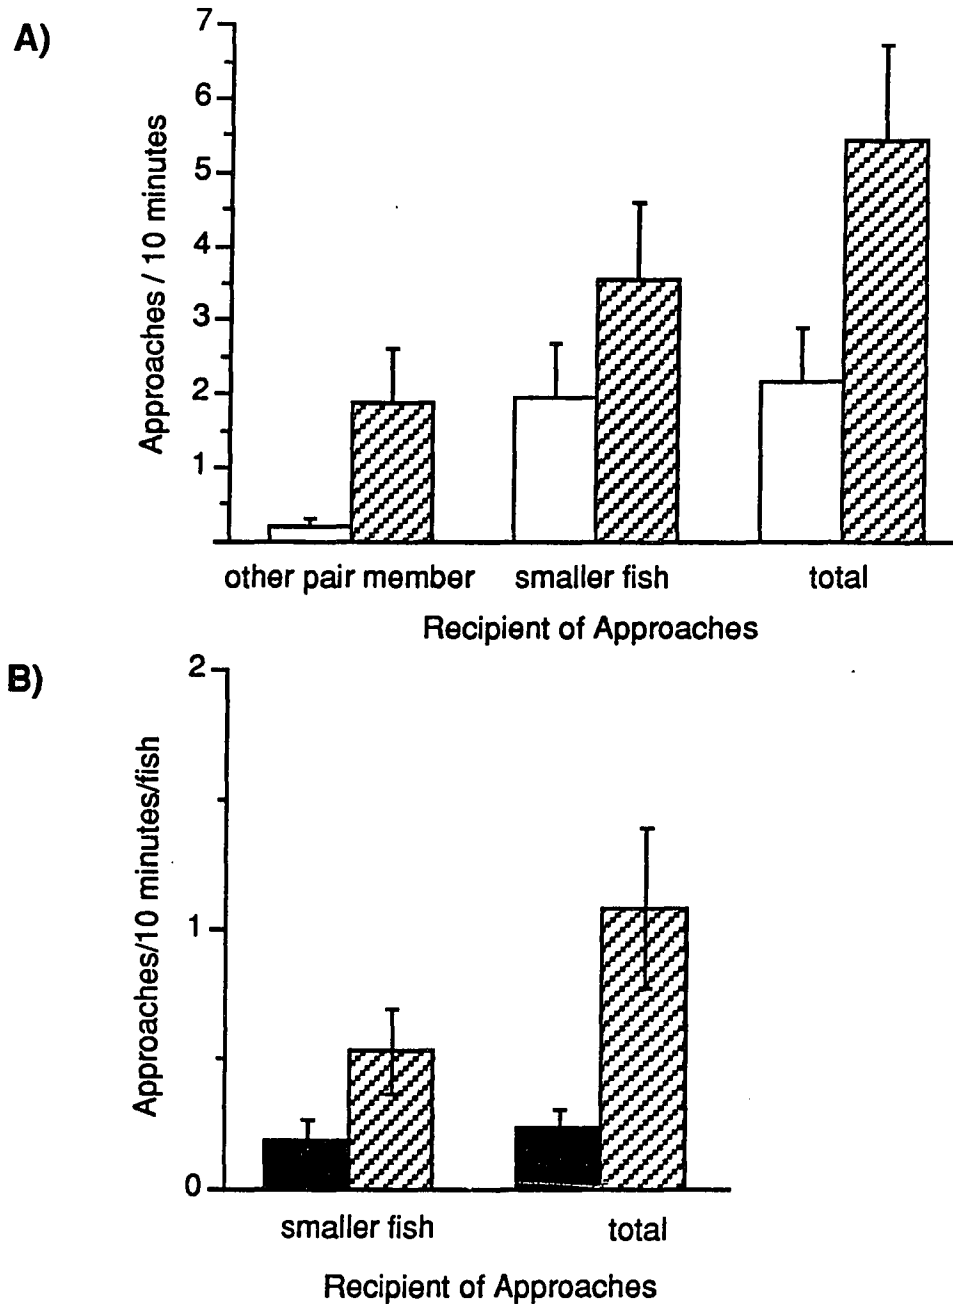 A)
Approaches / 10 minutes
7
6
5
4
3
2
1
other pair member smaller fish total
Recipient of Approaches
B)
Approaches/10 minutes/fish
2
1
0
smaller fish total
Recipient of Approaches